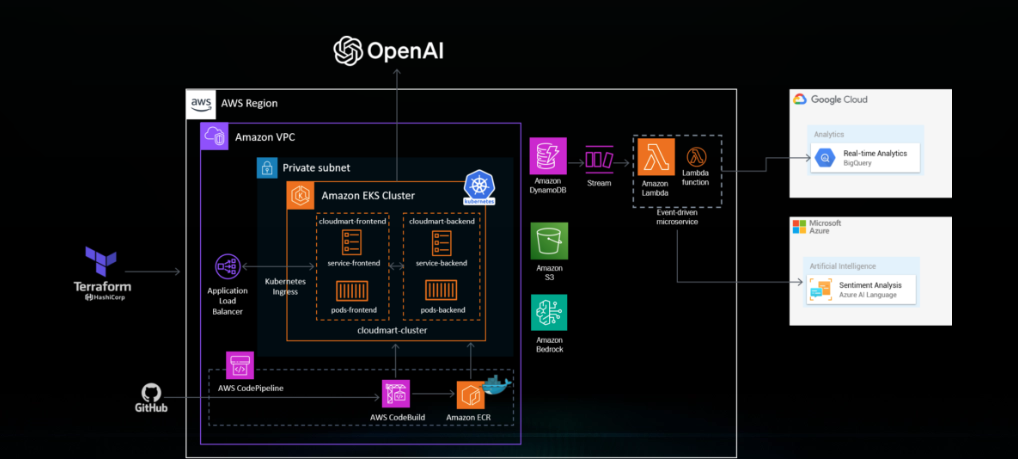 OpenAI
aws
AWS Region
Amazon VPC
Private subnet
Amazon EKS Cluster
kubernetes
cloudmart-frontend
service-frontend
pods-frontend
cloudmart-backend
service-backend
pods-backend
cloudmart-cluster
Kubernetes
Ingress
Application
Load
Balancer
Terraform
HashiCorp
GitHub
AWS CodePipeline
AWS CodeBuild
Amazon ECR
Amazon
DynamoDB
Stream
Amazon
Lambda
Lambda
function
Event-driven
microservice
Amazon
S3
Amazon
Bedrock
Google Cloud
Analytics
Real-time Analytics
BigQuery
Microsoft
Azure
Artificial Intelligence
Sentiment Analysis
Azure AI Language